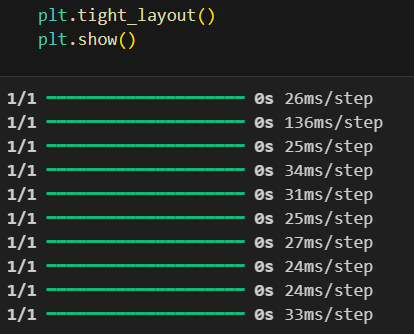 plt.tight_layout()
plt.show()
1/1 ━━━━━━━━━━━━━━━━━━━━ 0s 26ms/step
1/1 ━━━━━━━━━━━━━━━━━━━━ 0s 136ms/step
1/1 ━━━━━━━━━━━━━━━━━━━━ 0s 25ms/step
1/1 ━━━━━━━━━━━━━━━━━━━━ 0s 34ms/step
1/1 ━━━━━━━━━━━━━━━━━━━━ 0s 31ms/step
1/1 ━━━━━━━━━━━━━━━━━━━━ 0s 25ms/step
1/1 ━━━━━━━━━━━━━━━━━━━━ 0s 27ms/step
1/1 ━━━━━━━━━━━━━━━━━━━━ 0s 24ms/step
1/1 ━━━━━━━━━━━━━━━━━━━━ 0s 24ms/step
1/1 ━━━━━━━━━━━━━━━━━━━━ 0s 33ms/step